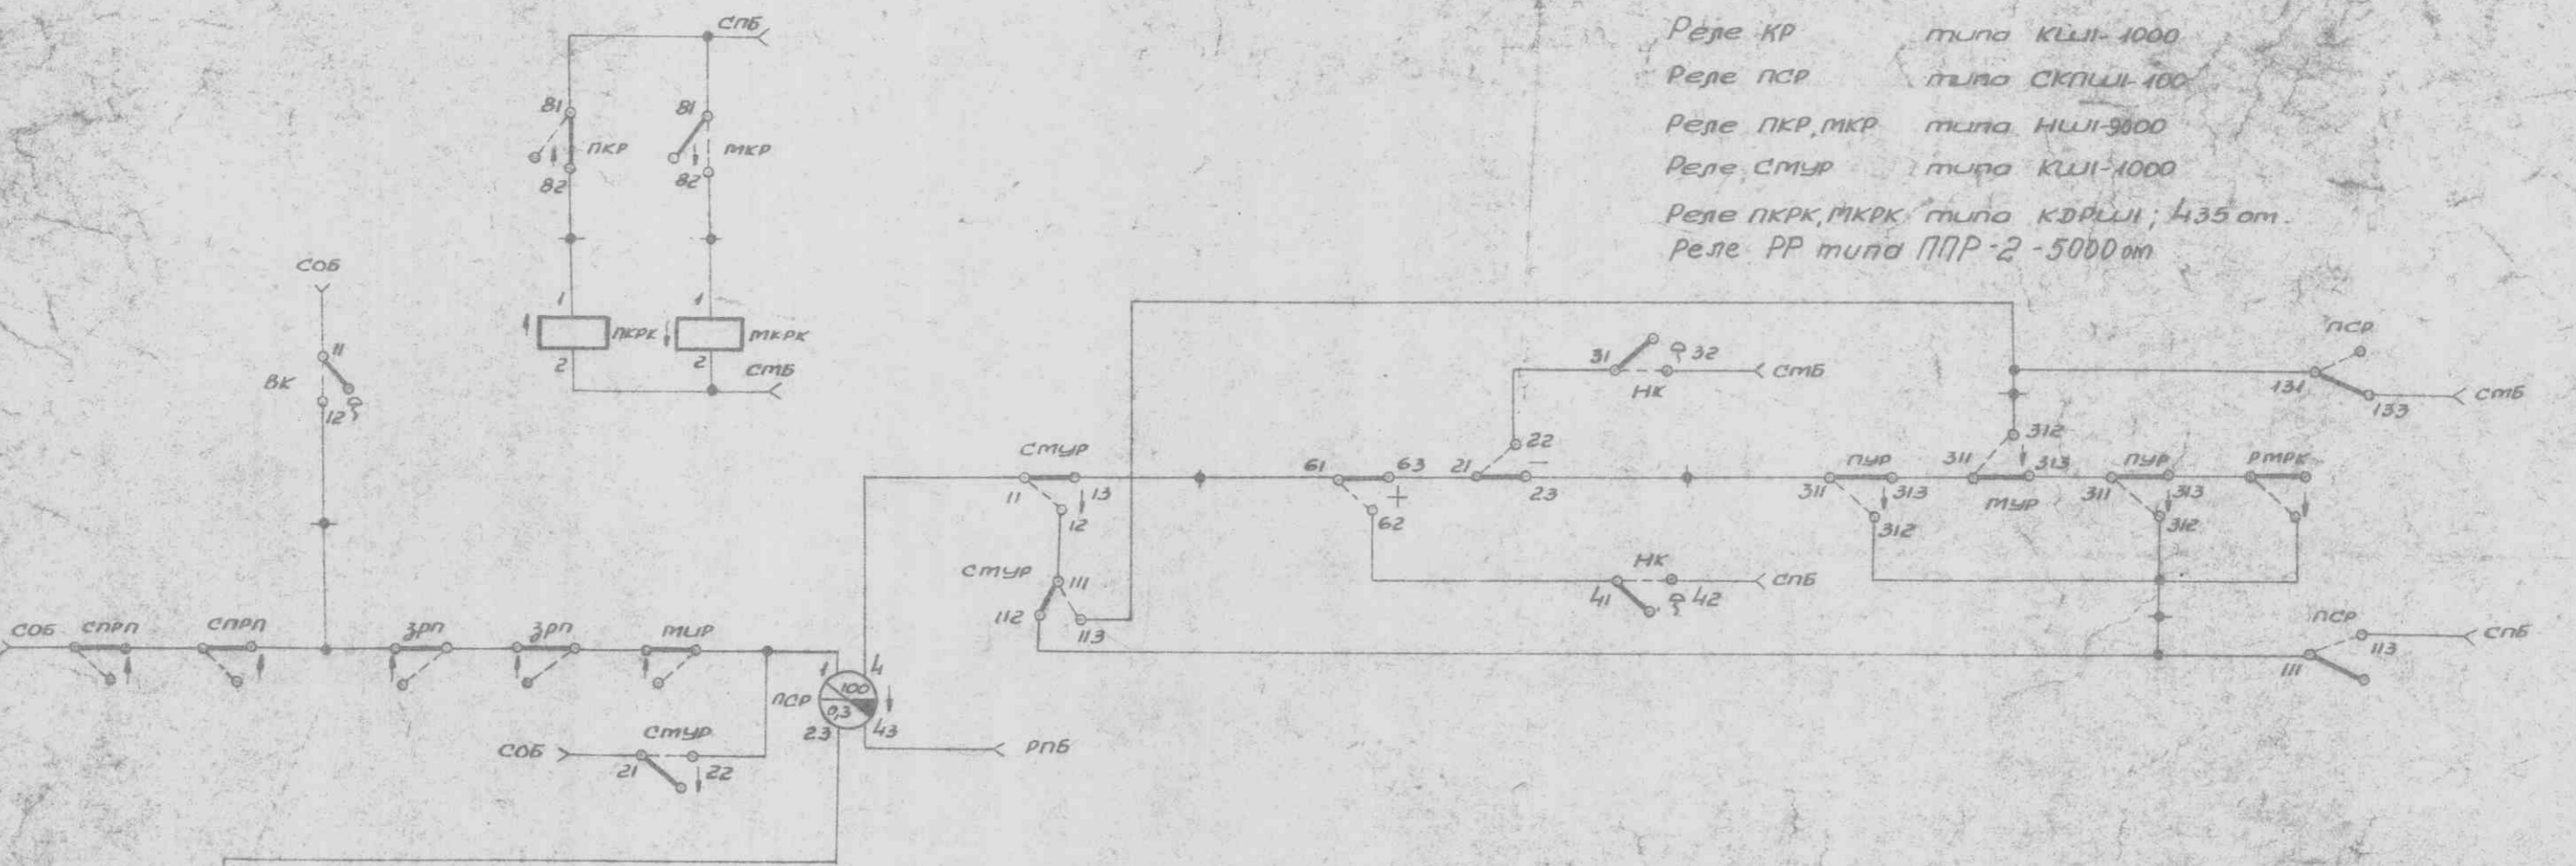 Реле КР типа КШ1-1000
Реле ПСР типа СКПШ1-100
Реле ПКР, МКР типа НШ1-9000
Реле СМУР типа КШ1-1000
Реле ПКРК, МКРК типа КДРШ1; 435 ом.
Реле РР типа ППР-2-5000 ом
СПБ
81
81
ПКР
МКР
82
82
1
1
ПКРК
МКРК
2
2
СМБ
СОБ
11
ВК
12
СОБ
СПРП
СПРП
ЗРП
ЗРП
МИР
СОБ
СМУР
21
22
1
4
ПСР
100
0,3
23
43
РПБ
СМУР
11
13
12
СМУР
111
112
113
31
32
СМБ
НК
22
61
63
21
+
−
23
62
НК
СПБ
41
42
ПУР
311
313
312
312
311
313
МУР
ПУР
311
313
312
РМРК
ПСР
131
133
СМБ
ПСР
113
СПБ
111